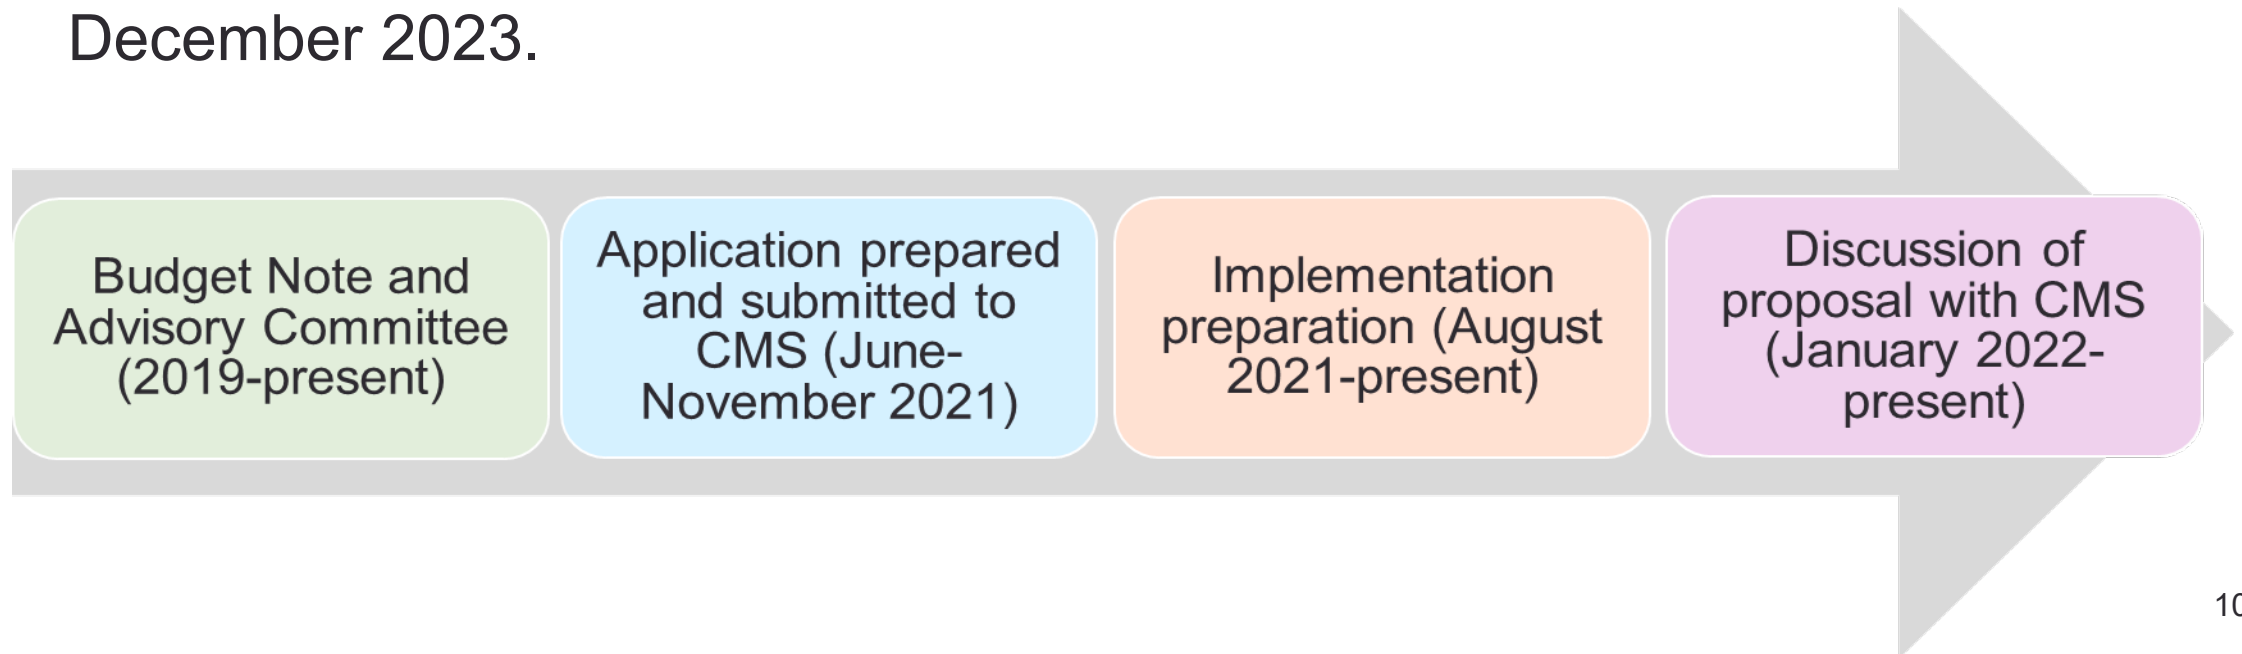 December 2023.
Budget Note and
Advisory Committee
(2019-present)
Application prepared
and submitted to
CMS (June-
November 2021)
Implementation
preparation (August
2021-present)
Discussion of
proposal with CMS
(January 2022-
present)
10